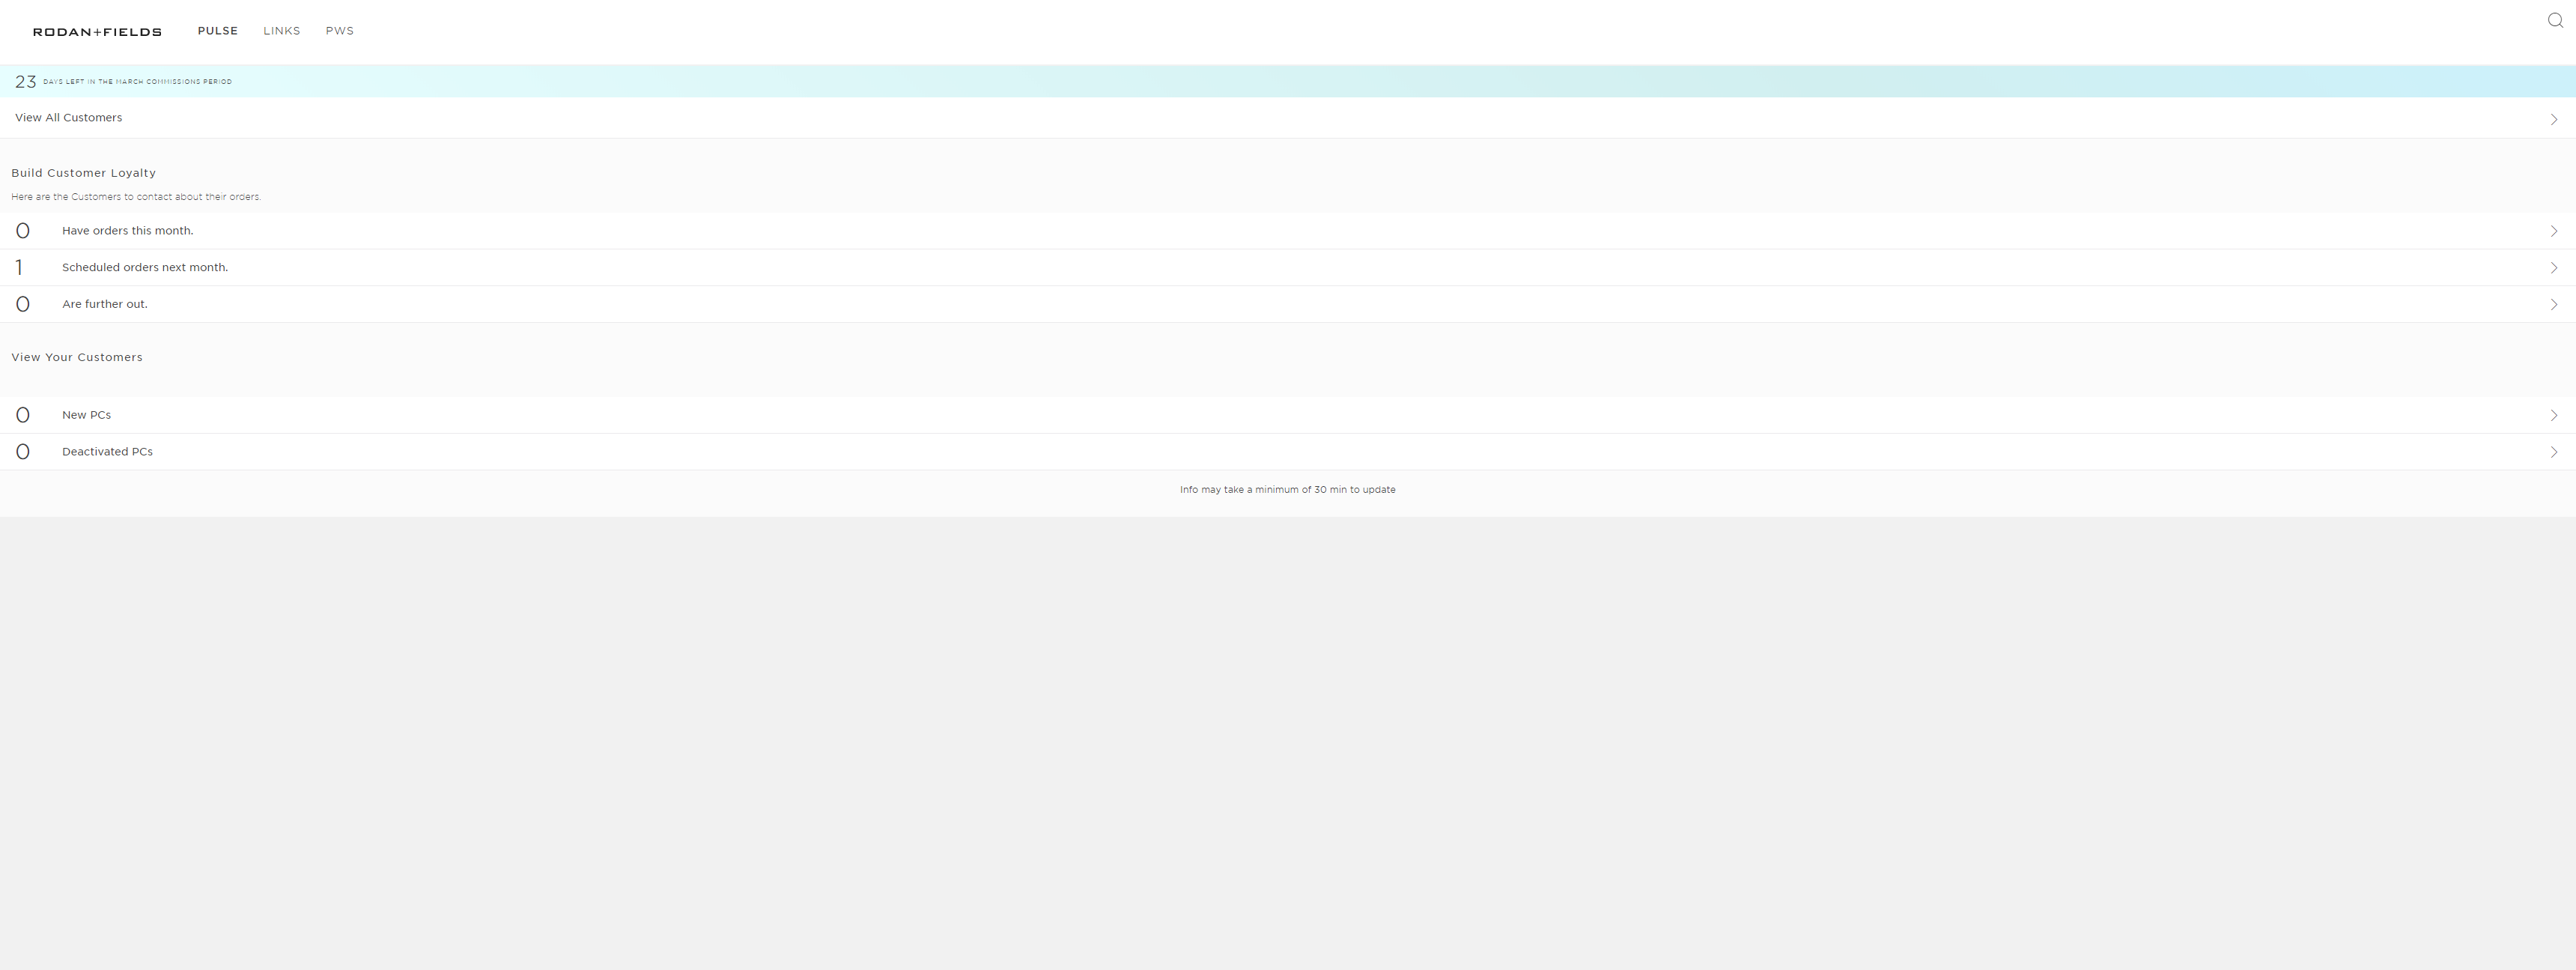 RODAN+FIELDS PULSE LINKS PWS
23 DAYS LEFT IN THE MARCH COMMISSIONS PERIOD
View All Customers
Build Customer Loyalty
Here are the Customers to contact about their orders.
0 Have orders this month.
1 Scheduled orders next month.
0 Are further out.
View Your Customers
0 New PCs
0 Deactivated PCs
Info may take a minimum of 30 min to update